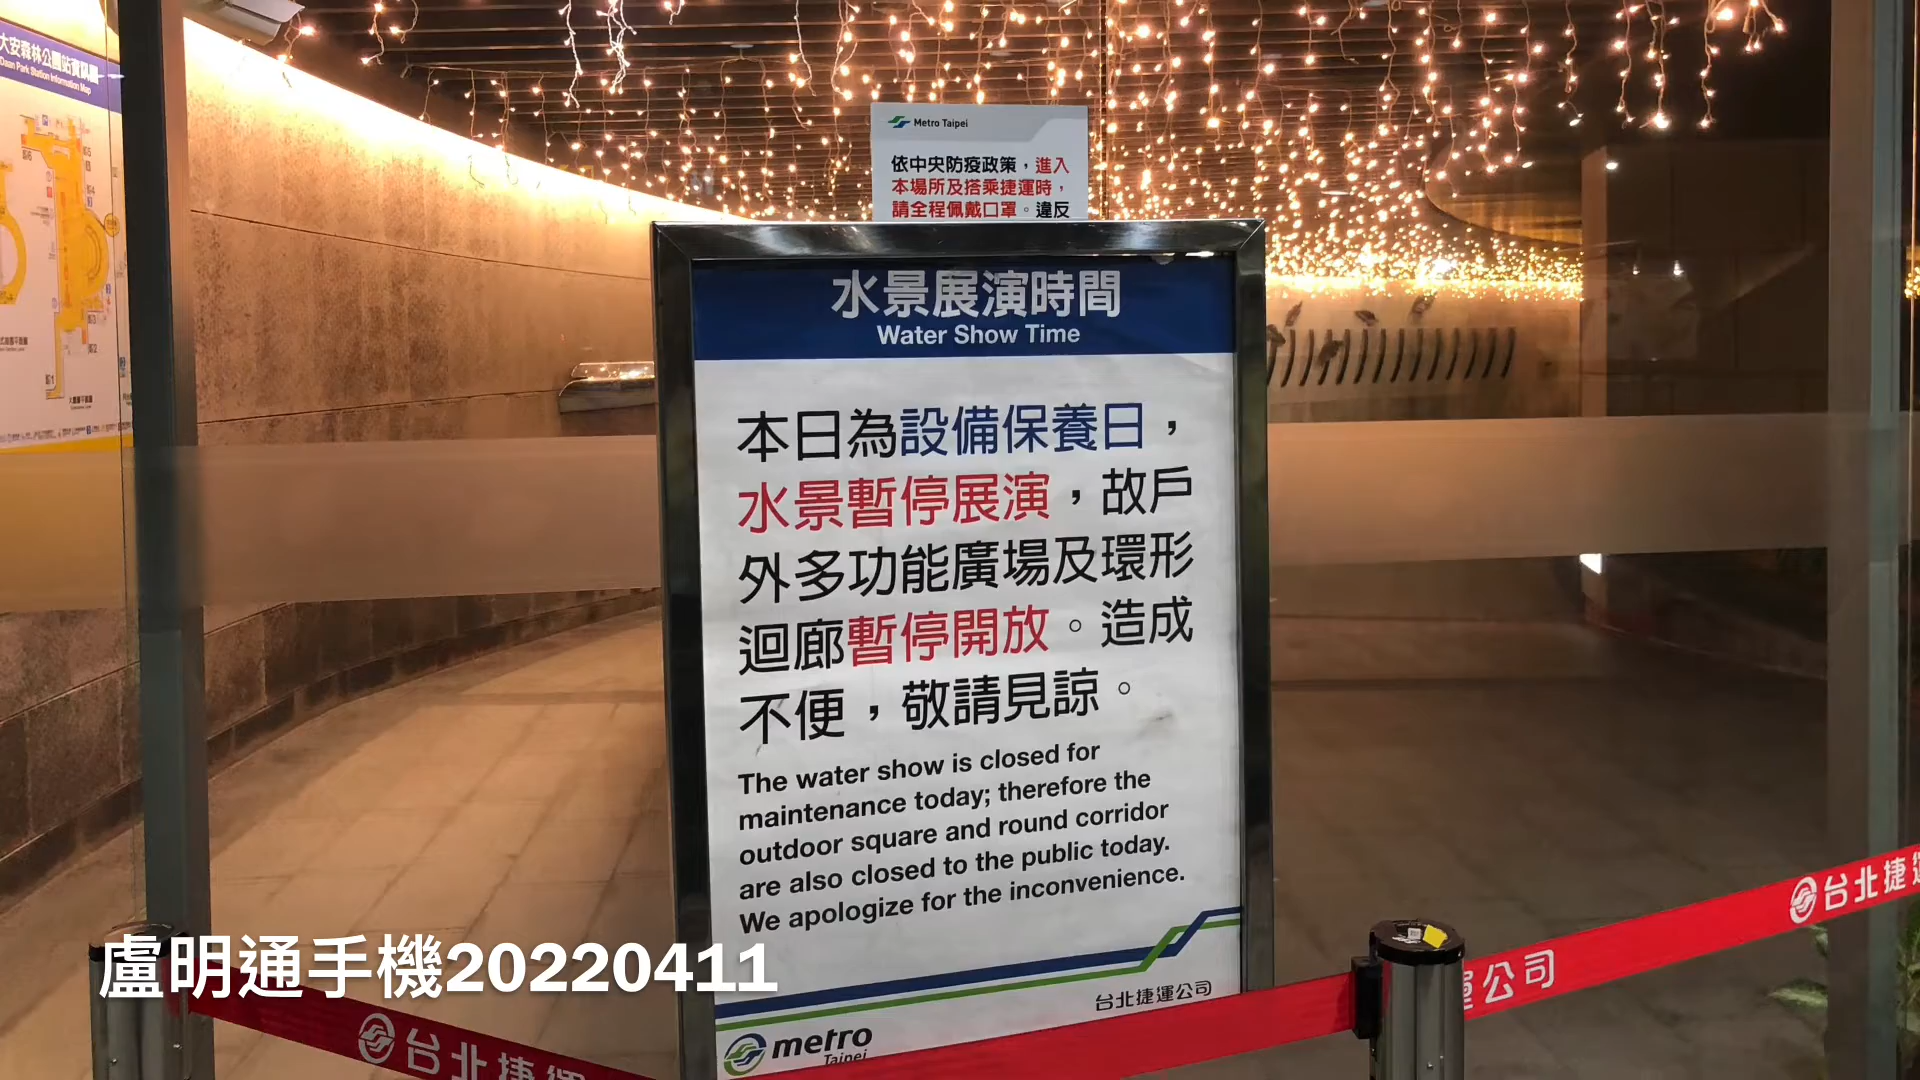 大安森林公園站資訊圖
Daan Park Station Information Map
Metro Taipei
依中央防疫政策，進入
本場所及搭乘捷運時，
請全程佩戴口罩。違反
水景展演時間
Water Show Time
本日為設備保養日，
水景暫停展演，故戶
外多功能廣場及環形
迴廊暫停開放。造成
不便，敬請見諒。
The water show is closed for
maintenance today; therefore the
outdoor square and round corridor
are also closed to the public today.
We apologize for the inconvenience.
台北捷運公司
metro
Taipei
盧明通手機20220411
台北捷運
運公司
台北捷運